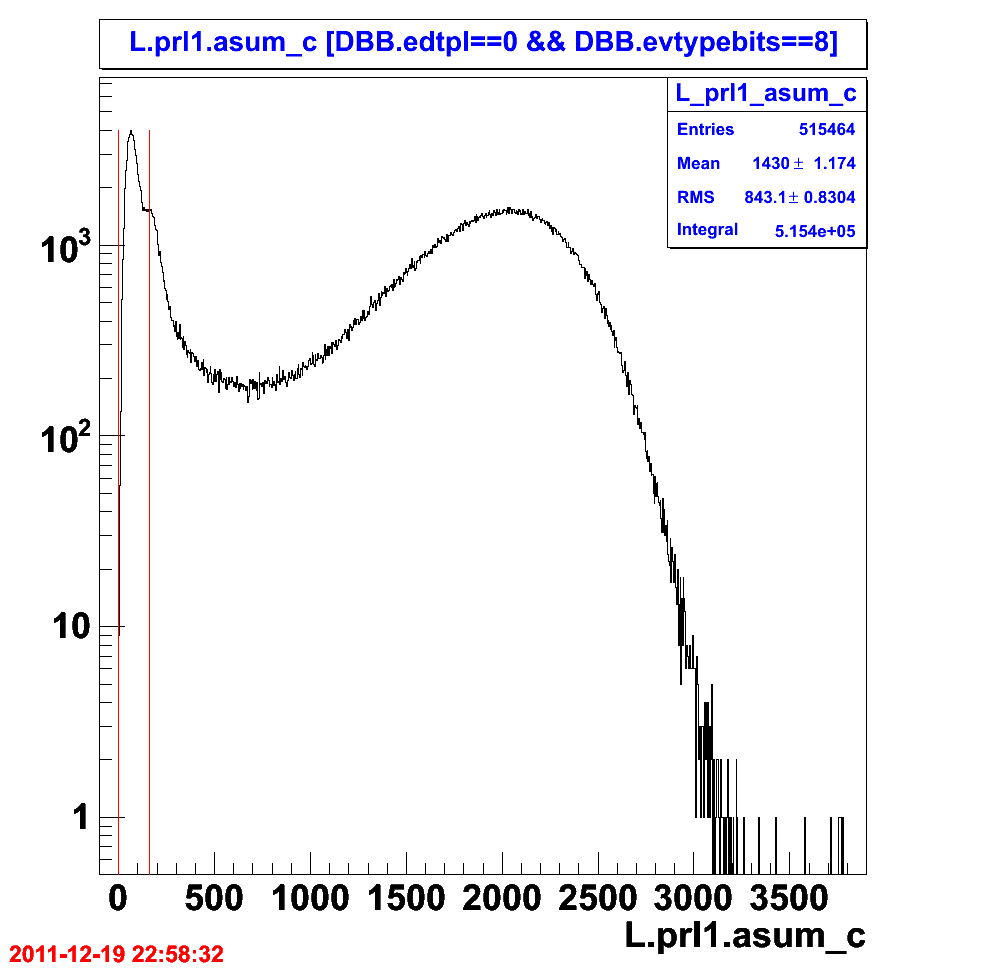 L.prl1.asum_c [DBB.edtpl==0 && DBB.evtypebits==8]
L_prl1_asum_c
Entries 515464
Mean 1430 ± 1.174
RMS 843.1 ± 0.8304
Integral 5.154e+05
10³
10²
10
1
0 500 1000 1500 2000 2500 3000 3500
L.prl1.asum_c
2011-12-19 22:58:32